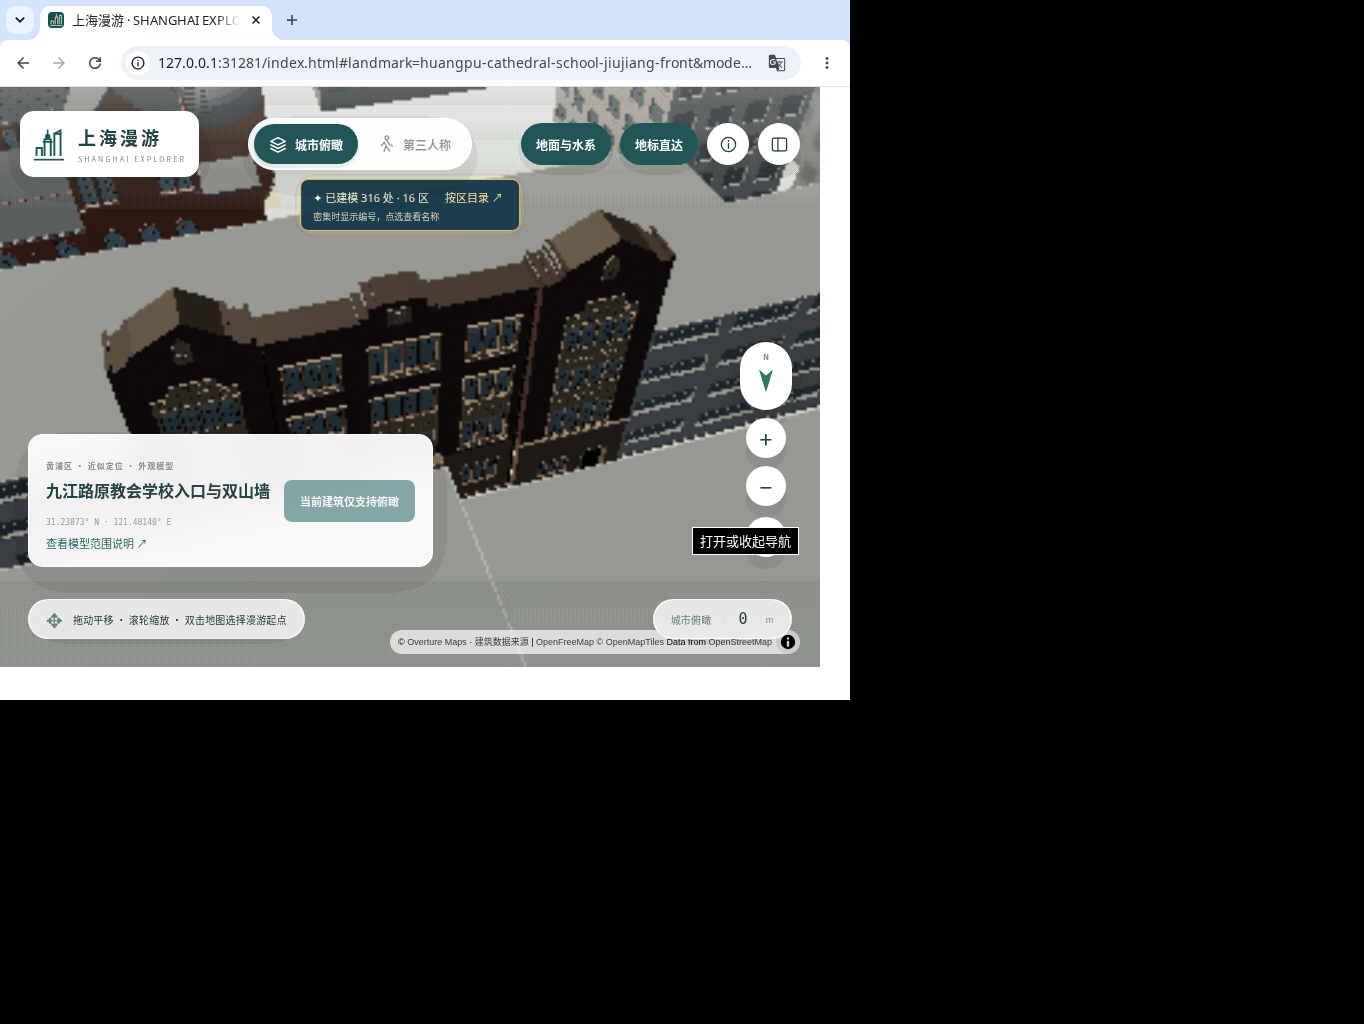 上海漫游 · SHANGHAI EXPLO
127.0.0.1:31281/index.html#landmark=huangpu-cathedral-school-jiujiang-front&mode...
上海漫游
SHANGHAI EXPLORER
城市俯瞰
第三人称
地面与水系
地标直达
✦ 已建模 316 处 · 16 区 按区目录 ↗
密集时显示编号，点选查看名称
N
+
−
黄浦区 · 近似定位 · 外观模型
九江路原教会学校入口与双山墙
当前建筑仅支持俯瞰
31.23873° N · 121.48140° E
查看模型范围说明 ↗
打开或收起导航
拖动平移 · 滚轮缩放 · 双击地图选择漫游起点
城市俯瞰 0 m
© Overture Maps · 建筑数据来源 | OpenFreeMap © OpenMapTiles Data from OpenStreetMap